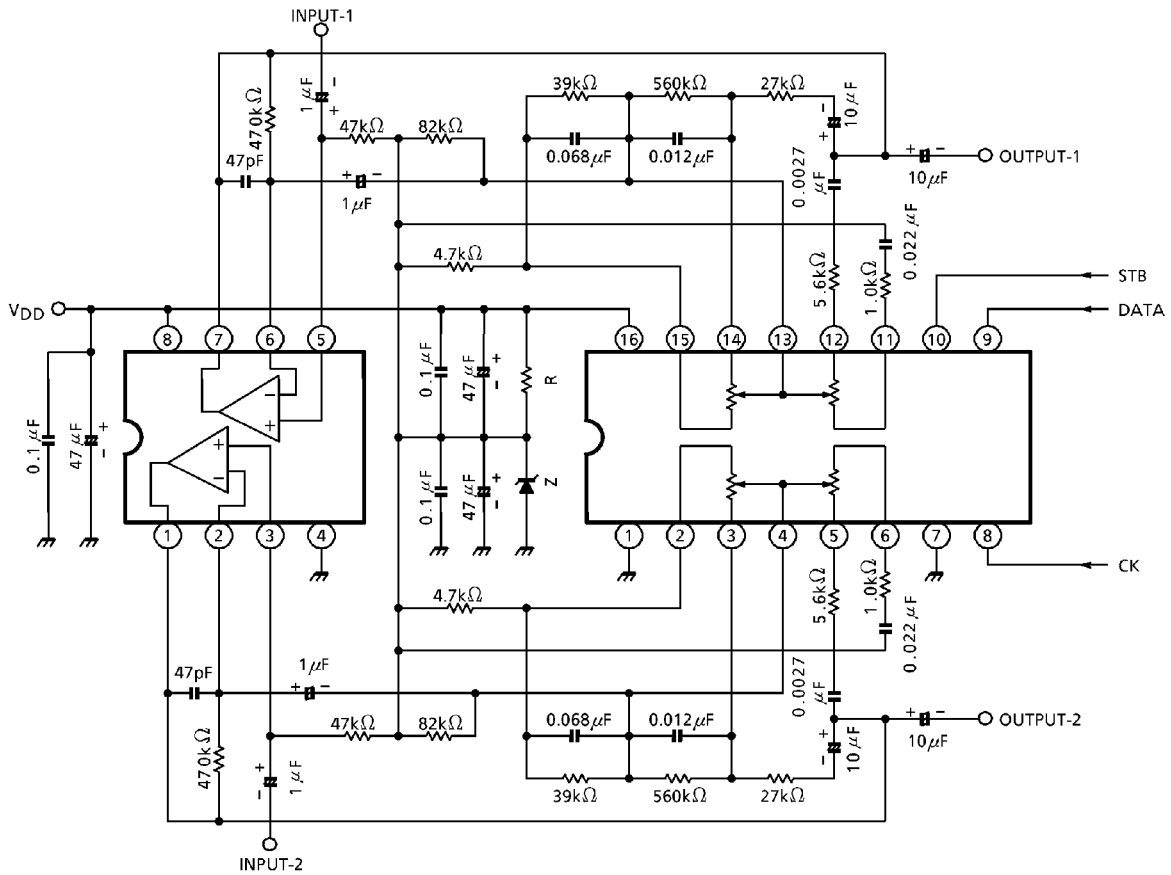 INPUT-1
470kΩ
1μF
- +
47kΩ
82kΩ
39kΩ
560kΩ
27kΩ
- +
10μF
0.068μF
0.012μF
47pF
+ -
1μF
0.0027
μF
+ -
10μF
OUTPUT-1
0.022μF
4.7kΩ
5.6kΩ
1.0kΩ
STB
DATA
VDD
8 7 6 5
16 15 14 13 12 11 10 9
0.1μF
47μF
+ -
-
+
+
-
0.1μF
47μF
+ -
R
0.1μF
47μF
+ -
Z
1 2 3 4
1 2 3 4 5 6 7 8
CK
4.7kΩ
5.6kΩ
1.0kΩ
0.022μF
47pF
1μF
+ -
0.0027
μF
47kΩ
82kΩ
0.068μF
0.012μF
+ -
10μF
+ -
10μF
OUTPUT-2
470kΩ
+ -
1μF
39kΩ
560kΩ
27kΩ
INPUT-2